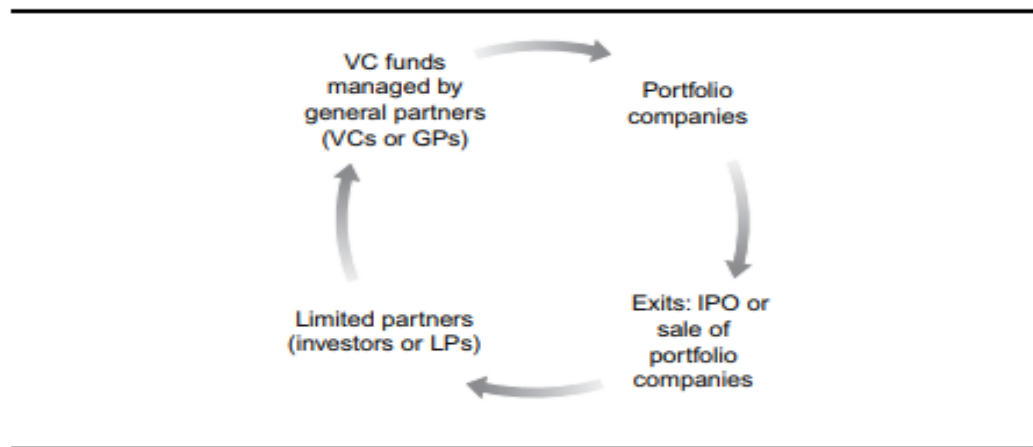 VC funds
managed by
general partners
(VCs or GPs)
Portfolio
companies
Exits: IPO or
sale of
portfolio
companies
Limited partners
(investors or LPs)